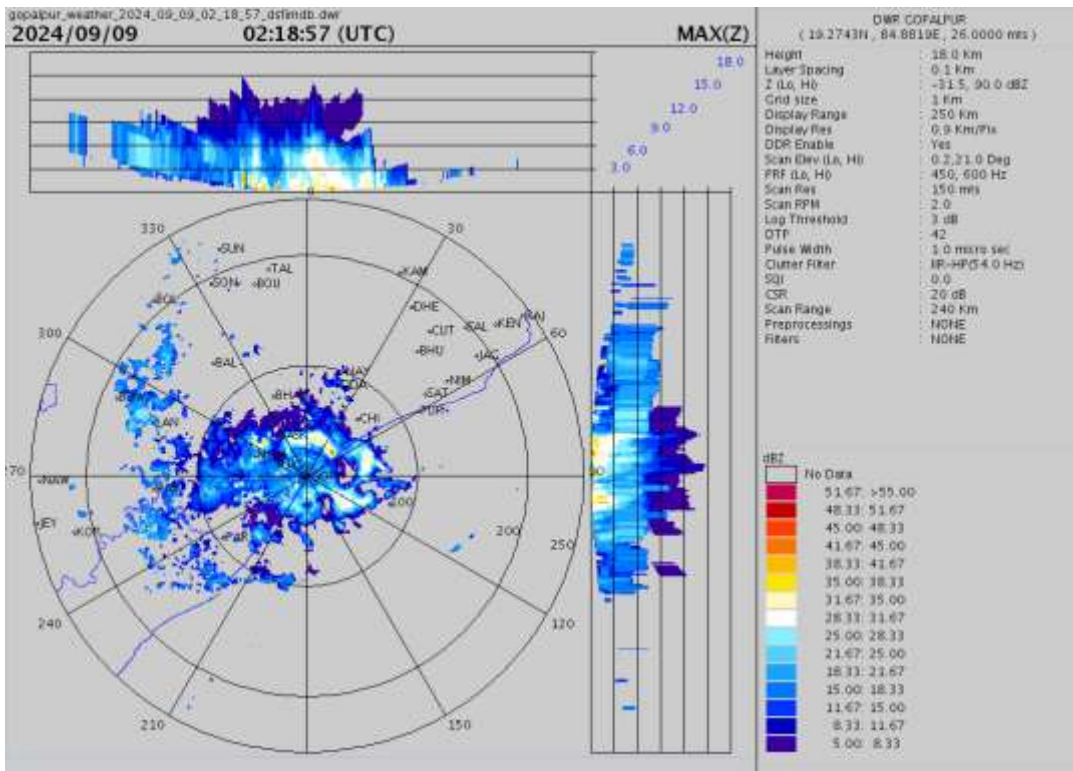 gopalpur_weather_2024_09_09_02_18_57_dsfimdb.dwr
2024/09/09 02:18:57 (UTC) MAX(Z)
18.0
15.0
12.0
9.0
6.0
3.0
0
30
60
90
120
150
210
240
270
300
330
100
200
250
SUN
TAL
SON BOU
KAM
BOL
DHE
CUT SAL KEN RAJ
BHU
JAG
BAL
NAY
NIM
SAT
PUR
BHA
CHI
NAW
JEY
KOR
PAR
DWR GOPALPUR
( 19.2743N , 84.8819E , 26.0000 mts )
Height : 18.0 Km
Layer Spacing : 0.1 Km
Z (Lo, Hi) : -31.5, 90.0 dBZ
Grid size : 1 Km
Display Range : 250 Km
Display Res : 0.9 Km/Pix
DDR Enable : Yes
Scan Elev (Lo, Hi) : 0.2,21.0 Deg
PRF (Lo, Hi) : 450, 600 Hz
Scan Res : 150 mts
Scan RPM : 2.0
Log Threshold : 3 dB
DTP : 42
Pulse Width : 1.0 micro sec
Clutter Filter : IIR-HP(54.0 Hz)
SQI : 0.0
CSR : 20 dB
Scan Range : 240 Km
Preprocessings : NONE
Filters : NONE
dBZ
No Data
51.67: >55.00
48.33: 51.67
45.00: 48.33
41.67: 45.00
38.33: 41.67
35.00: 38.33
31.67: 35.00
28.33: 31.67
25.00: 28.33
21.67: 25.00
18.33: 21.67
15.00: 18.33
11.67: 15.00
8.33: 11.67
5.00: 8.33